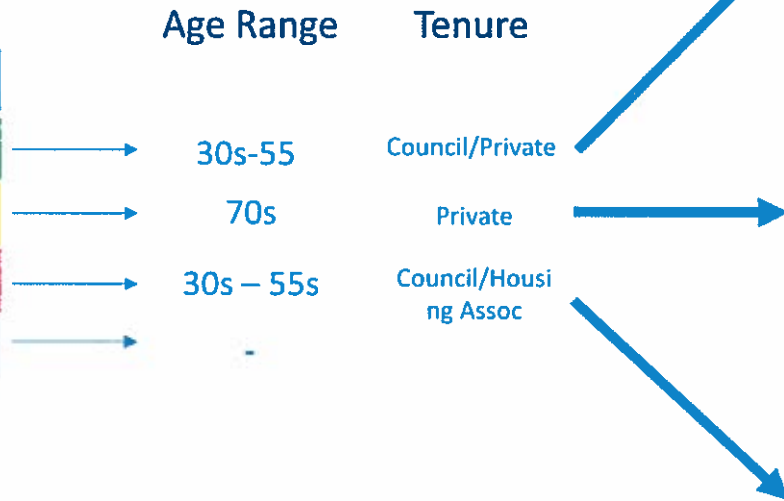 Age Range Tenure
30s-55 Council/Private
70s Private
30s – 55s Council/Housi
ng Assoc
-